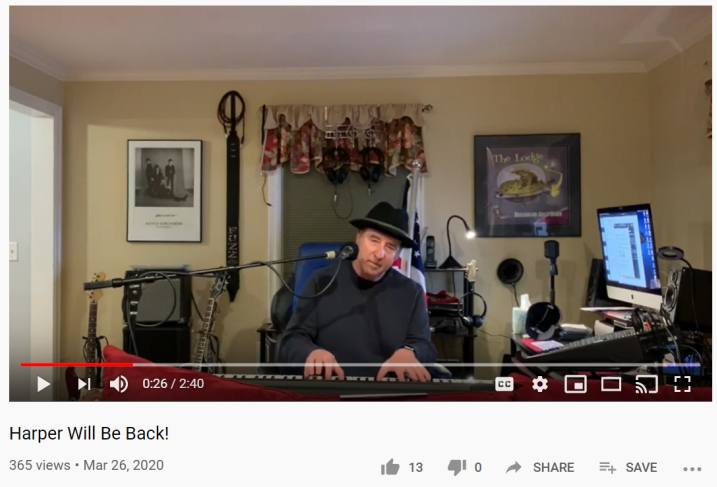 The Lodge
0:26 / 2:40
CC
Harper Will Be Back!
365 views • Mar 26, 2020
13
0
SHARE
SAVE